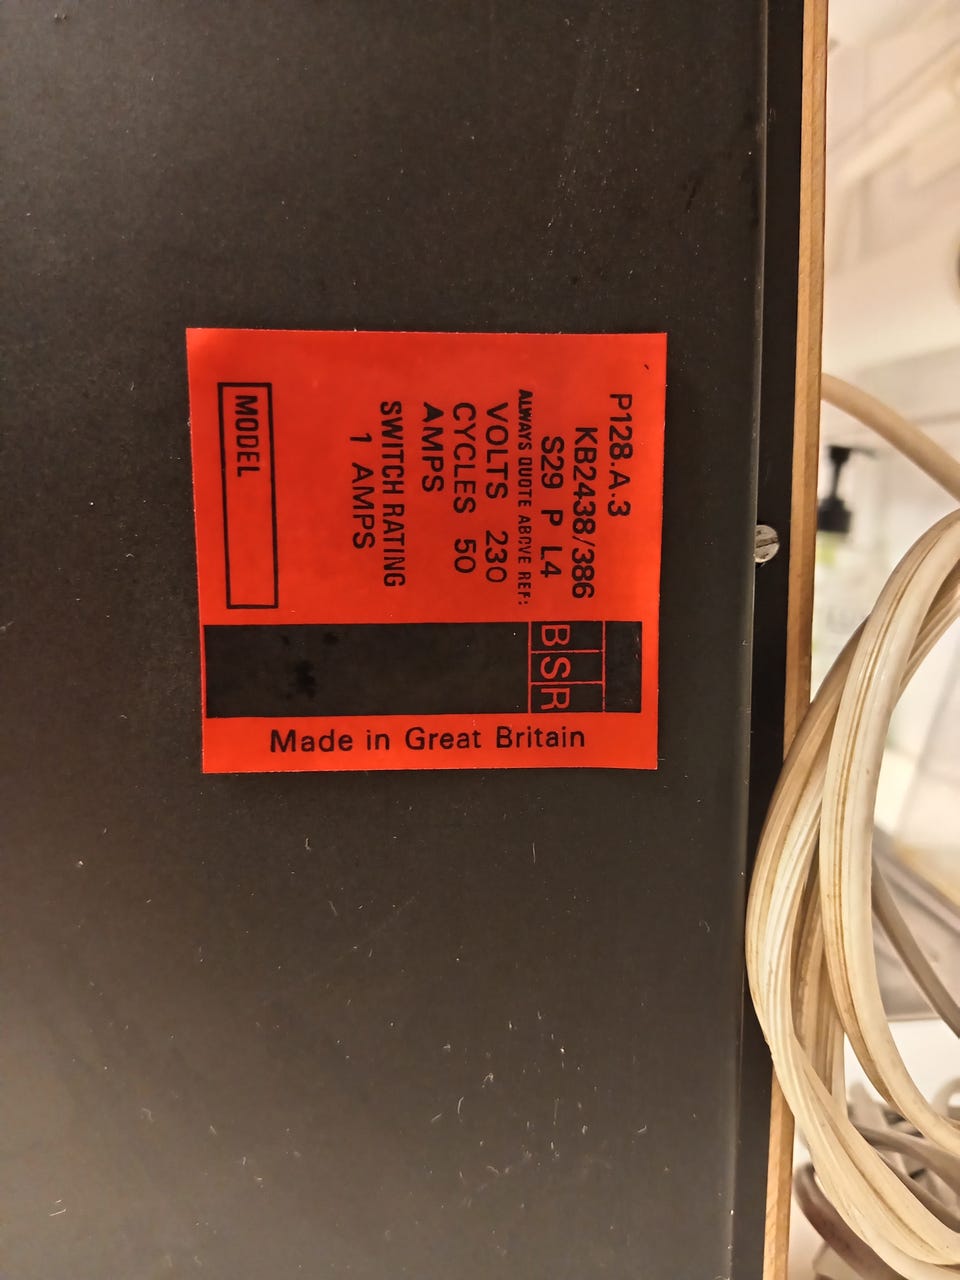 P128.A.3
KB2438/386
S29 P L4
ALWAYS QUOTE ABOVE REF:
VOLTS 230
CYCLES 50
AMPS
SWITCH RATING
1 AMPS
MODEL
BSR
Made in Great Britain